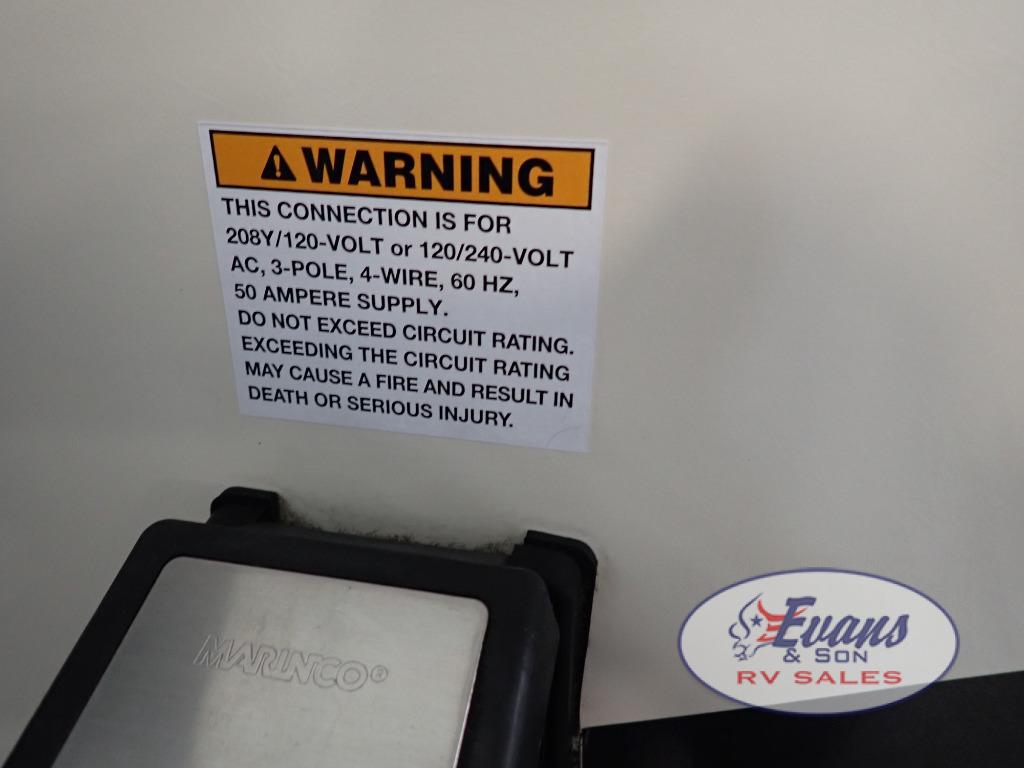 WARNING
THIS CONNECTION IS FOR
208Y/120-VOLT or 120/240-VOLT
AC, 3-POLE, 4-WIRE, 60 HZ,
50 AMPERE SUPPLY.
DO NOT EXCEED CIRCUIT RATING.
EXCEEDING THE CIRCUIT RATING
MAY CAUSE A FIRE AND RESULT IN
DEATH OR SERIOUS INJURY.
MARINCO®
Evans
& SON
RV SALES